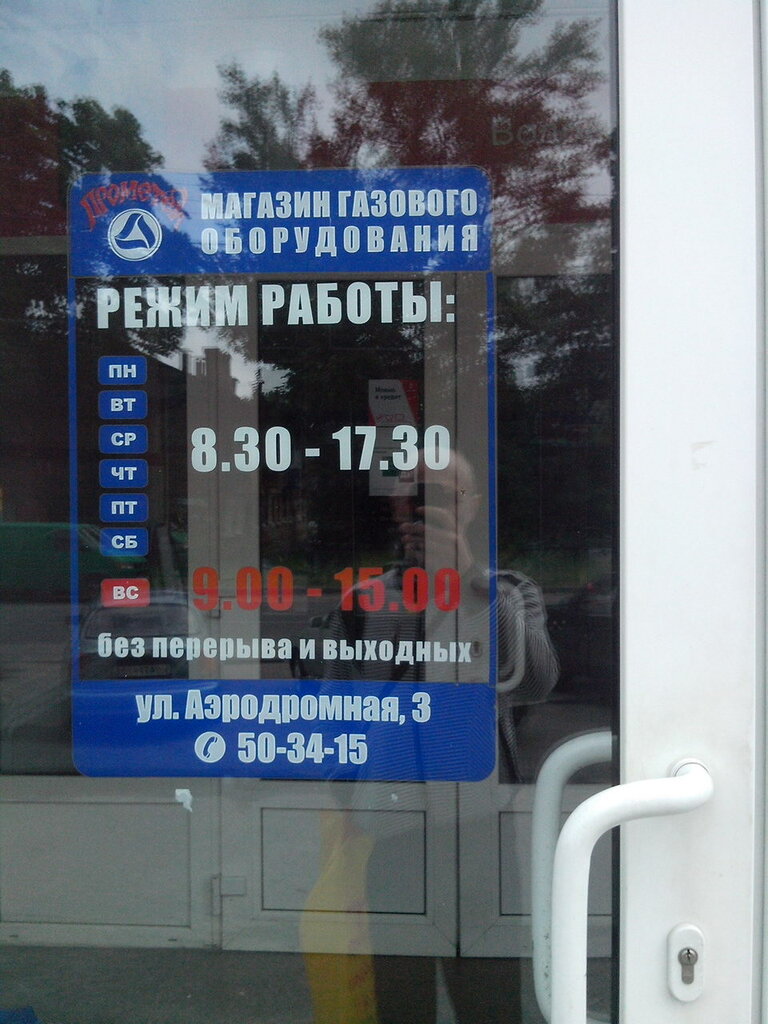 Прометей
МАГАЗИН ГАЗОВОГО
ОБОРУДОВАНИЯ
РЕЖИМ РАБОТЫ:
ПН
ВТ
СР
8.30 - 17.30
ЧТ
ПТ
СБ
ВС 9.00 - 15.00
без перерыва и выходных
ул. Аэродромная, 3
50-34-15